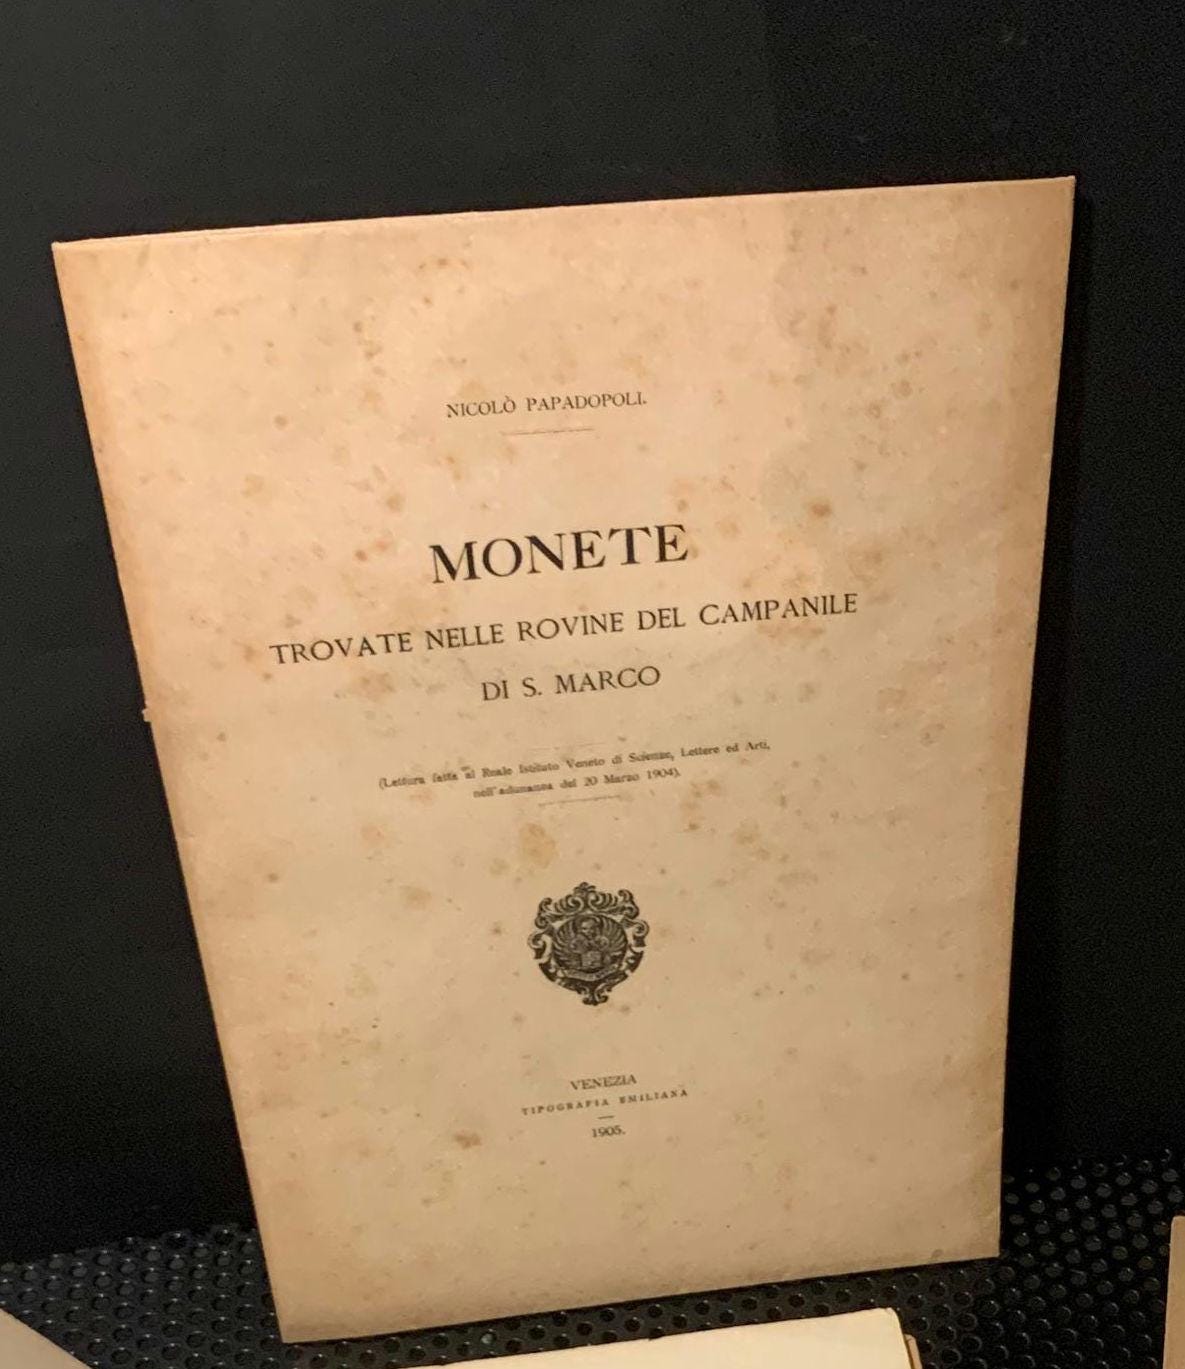 NICOLÒ PAPADOPOLI.
MONETE
TROVATE NELLE ROVINE DEL CAMPANILE
DI S. MARCO
(Lettura fatta al Reale Istituto Veneto di Scienze, Lettere ed Arti,
nell'adunanza del 20 Marzo 1904).
VENEZIA
TIPOGRAFIA EMILIANA
1905.